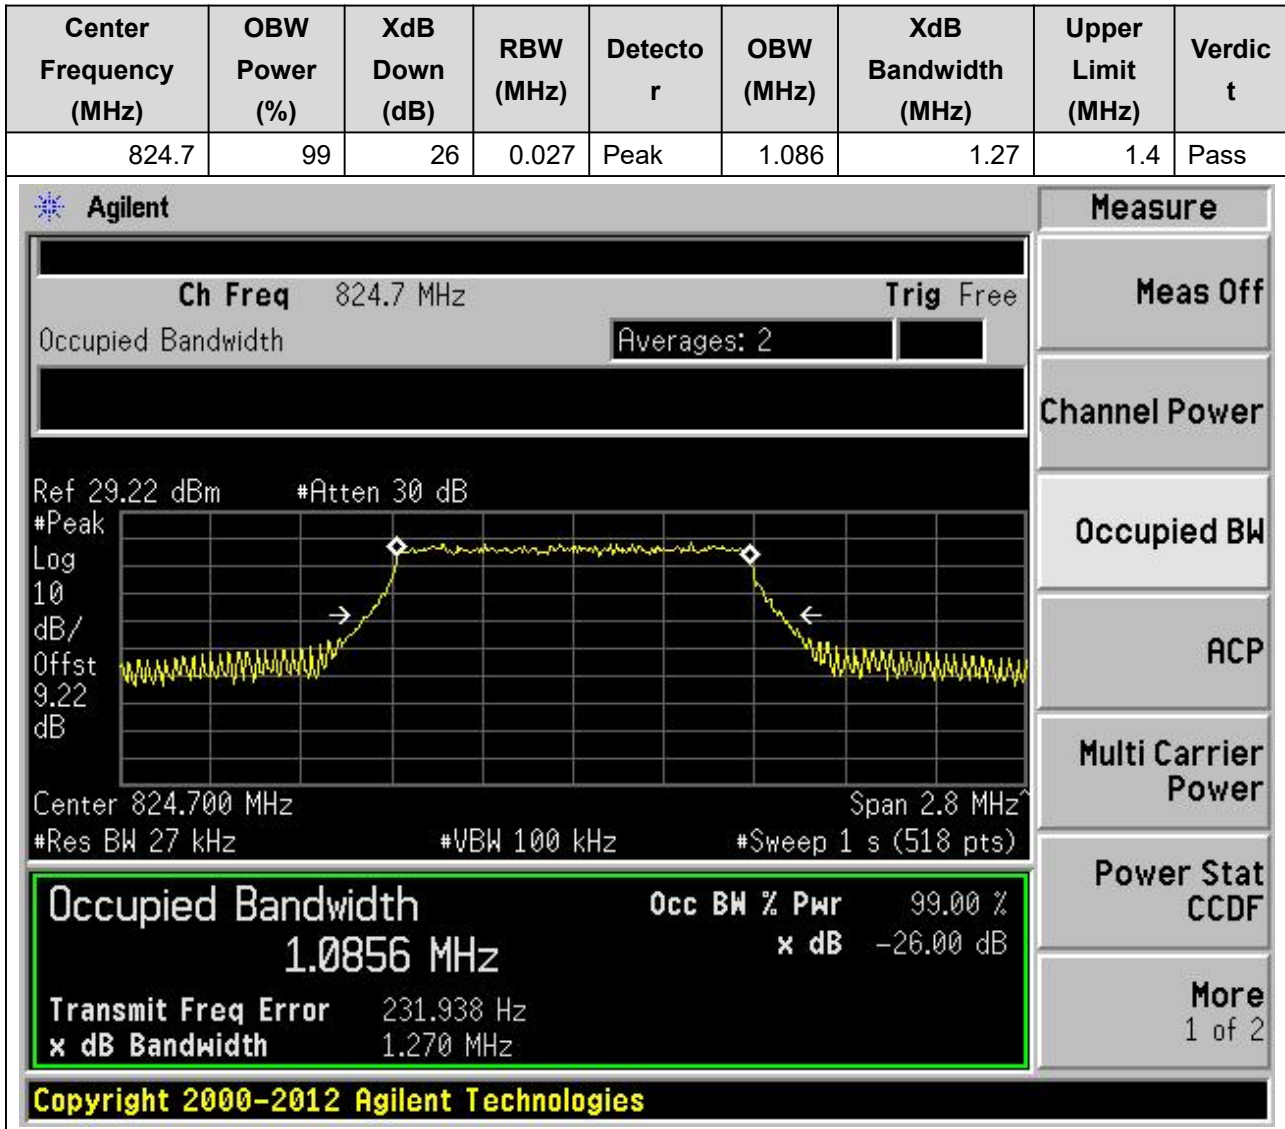 Center Frequency (MHz) OBW Power (%) XdB Down (dB) RBW (MHz) Detector OBW (MHz) XdB Bandwidth (MHz) Upper Limit (MHz) Verdict
824.7 99 26 0.027 Peak 1.086 1.27 1.4 Pass
Agilent
Measure
Ch Freq 824.7 MHz Trig Free
Meas Off
Occupied Bandwidth Averages: 2
Channel Power
Ref 29.22 dBm #Atten 30 dB
#Peak
Log
10
dB/
Offst
9.22
dB
Occupied BW
ACP
Multi Carrier
Power
Center 824.700 MHz Span 2.8 MHz^
#Res BW 27 kHz #VBW 100 kHz #Sweep 1 s (518 pts)
Power Stat
CCDF
Occupied Bandwidth Occ BW % Pwr 99.00 %
1.0856 MHz x dB -26.00 dB
Transmit Freq Error 231.938 Hz
x dB Bandwidth 1.270 MHz
More
1 of 2
Copyright 2000-2012 Agilent Technologies